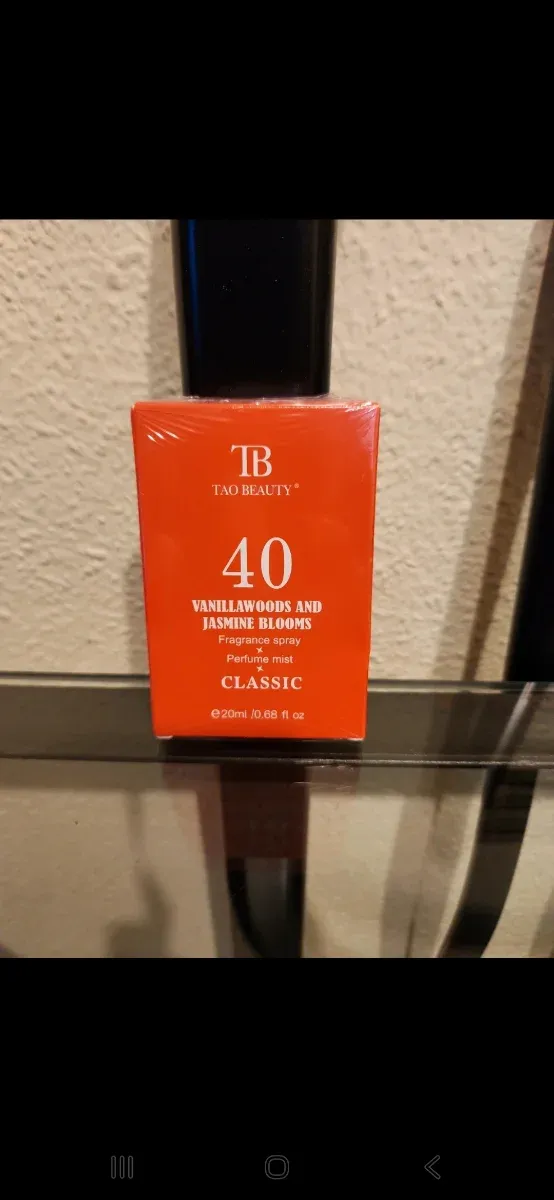 TB
TAO BEAUTY®
40
VANILLAWOODS AND
JASMINE BLOOMS
Fragrance spray
Perfume mist
CLASSIC
℮20ml /0.68 fl oz